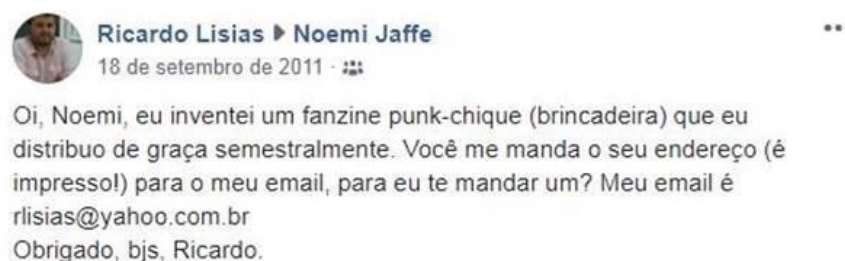 Ricardo Lisias ▶ Noemi Jaffe
18 de setembro de 2011 ·
Oi, Noemi, eu inventei um fanzine punk-chique (brincadeira) que eu
distribuo de graça semestralmente. Você me manda o seu endereço (é
impresso!) para o meu email, para eu te mandar um? Meu email é
rlisias@yahoo.com.br
Obrigado, bjs, Ricardo.